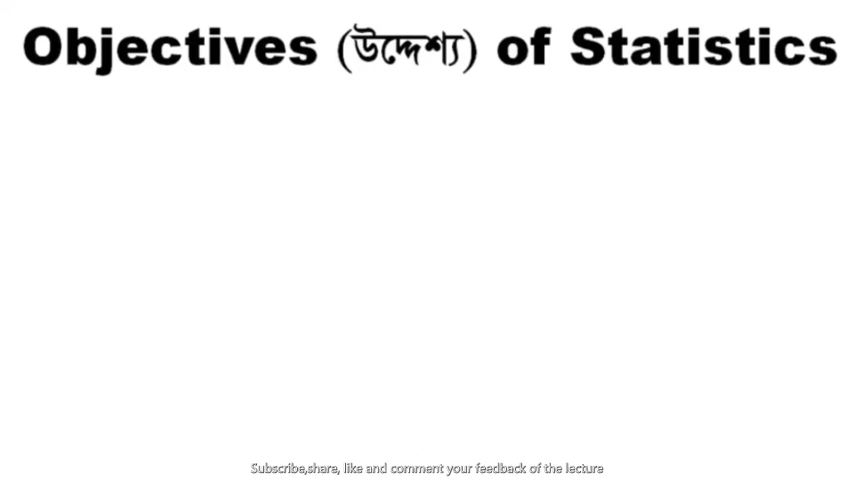 Objectives (উদ্দেশ্য) of Statistics
Subscribe,share, like and comment your feedback of the lecture